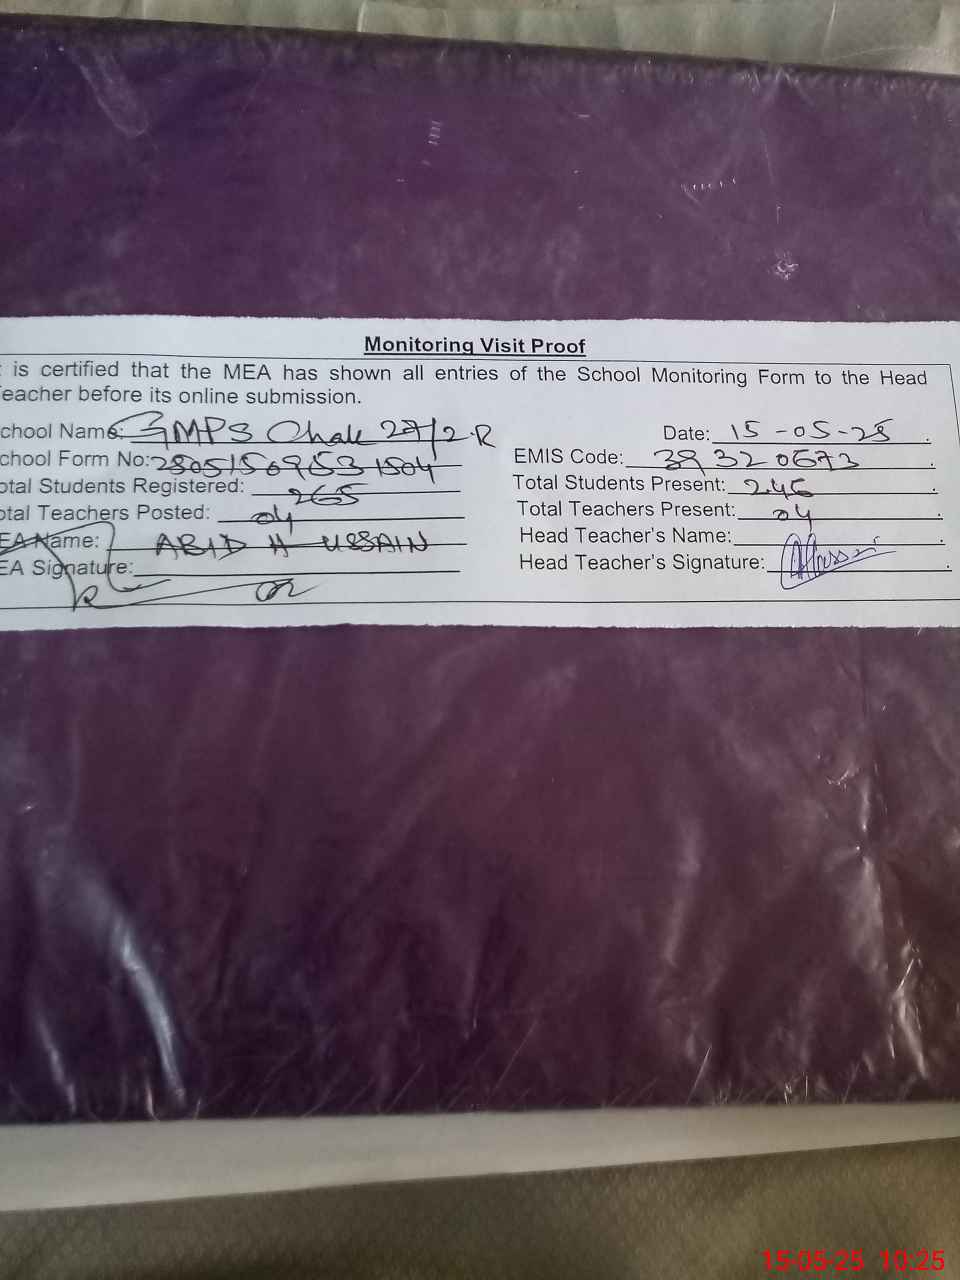 Monitoring Visit Proof
is certified that the MEA has shown all entries of the School Monitoring Form to the Head
eacher before its online submission.
chool Name: GMPS Chak 27/2-R Date: 15-05-25
chool Form No: EMIS Code: 39320673
otal Students Registered: 265 Total Students Present: 246
otal Teachers Posted: 04 Total Teachers Present: 04
EA Name: ABID HUSSAIN Head Teacher's Name:
EA Signature: Head Teacher's Signature:
15-05-25 10:25